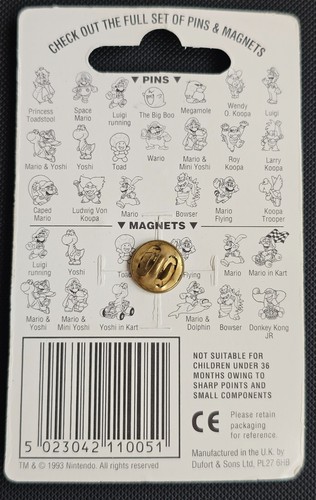 CHECK OUT THE FULL SET OF PINS & MAGNETS
▼ PINS ▼
Princess Toadstool
Space Mario
Luigi running
The Big Boo
Megamole
Wendy O. Koopa
Luigi
Mario & Yoshi
Yoshi
Toad
Wario
Mario & Mini Yoshi
Roy Koopa
Larry Koopa
Caped Mario
Ludwig Von Koopa
Mario
Bowser
Mario Flying
Koopa Trooper
▼ MAGNETS ▼
Luigi running
Yoshi
Flying
Mario
Mario in Kart
Mario & Yoshi
Mario & Mini Yoshi
Yoshi in Kart
Mario & Dolphin
Bowser
Donkey Kong JR
NOT SUITABLE FOR
CHILDREN UNDER 36
MONTHS OWING TO
SHARP POINTS AND
SMALL COMPONENTS
CE
Please retain
packaging
for reference.
5 023042 110051
TM & © 1993 Nintendo. All rights reserved
Manufactured in the U.K. by
Dufort & Sons Ltd, PL27 6HB